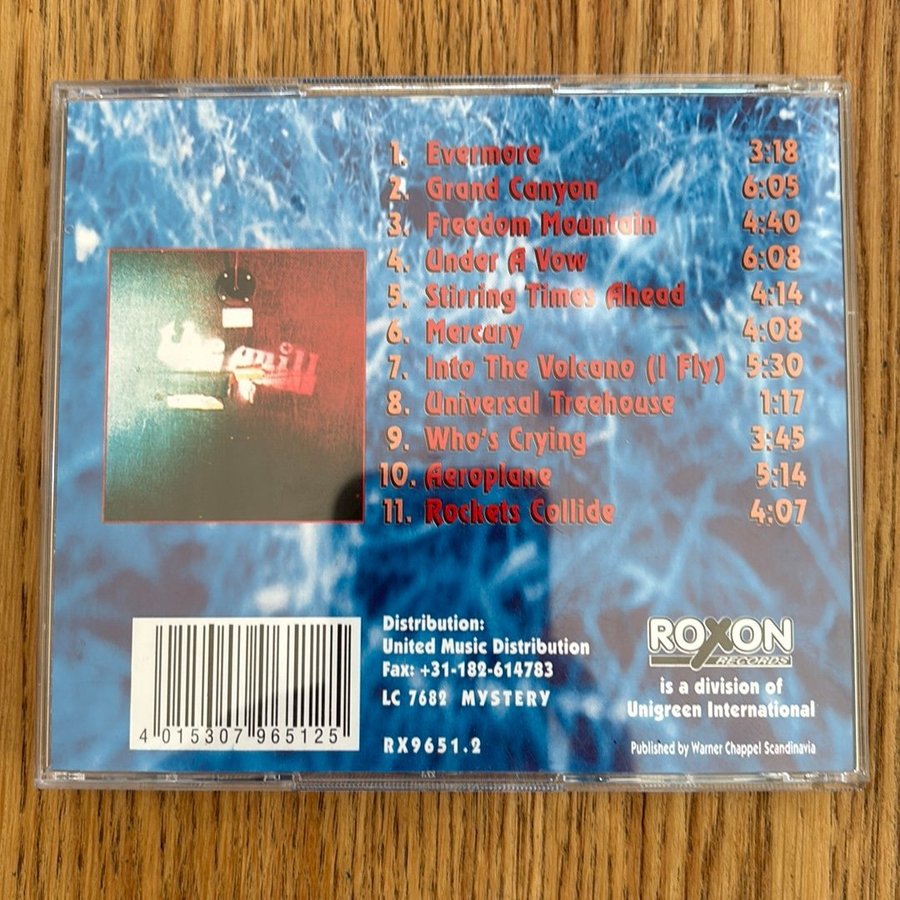 1. Evermore 3:18
2. Grand Canyon 6:05
3. Freedom Mountain 4:40
4. Under A Vow 6:08
5. Stirring Times Ahead 4:14
6. Mercury 4:08
7. Into The Volcano (I Fly) 5:30
8. Universal Treehouse 1:17
9. Who's Crying 3:45
10. Aeroplane 5:14
11. Rockets Collide 4:07
the quill
4 015307 965125
Distribution:
United Music Distribution
Fax: +31-182-614783
LC 7682 MYSTERY
RX9651.2
ROXON
RECORDS
is a division of
Unigreen International
Published by Warner Chappel Scandinavia